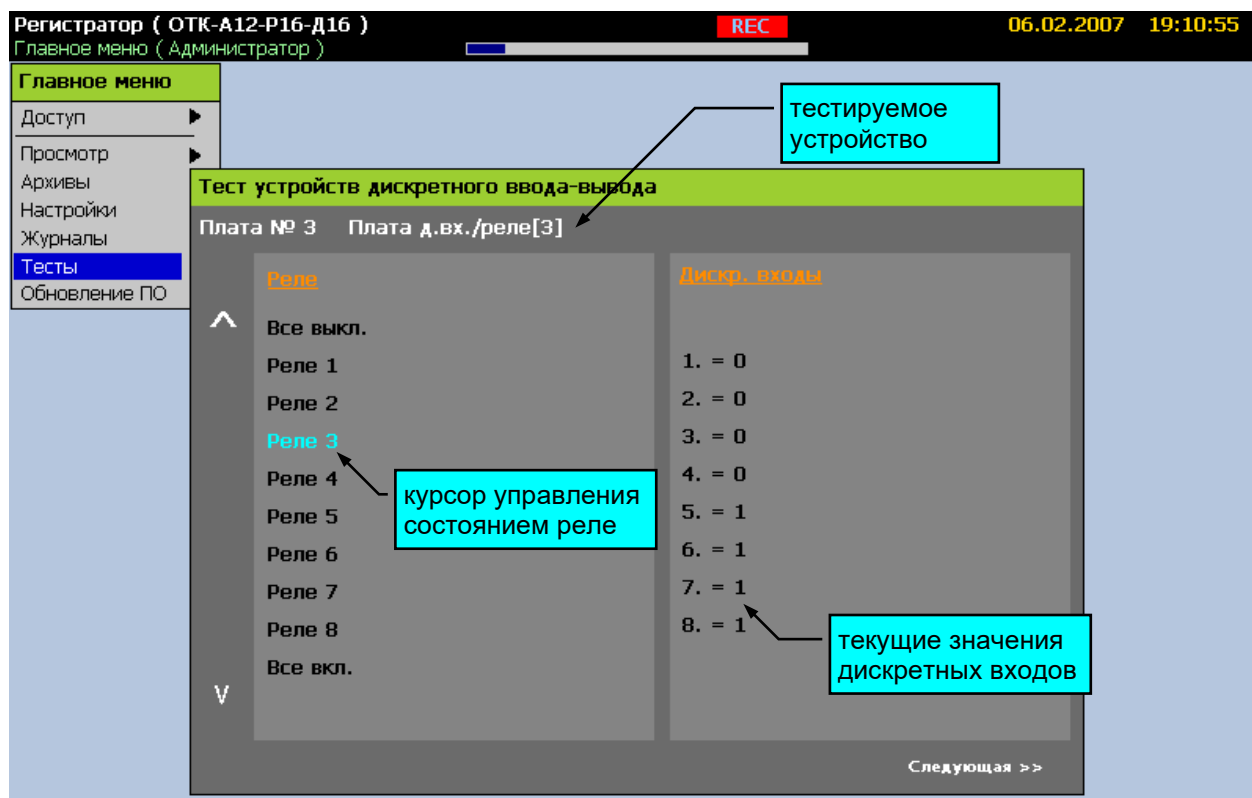 Регистратор ( ОТК-А12-Р16-Д16 )
REC
06.02.2007 19:10:55
Главное меню ( Администратор )
Главное меню
Доступ
Просмотр
Архивы
Настройки
Журналы
Тесты
Обновление ПО
тестируемое
устройство
Тест устройств дискретного ввода-вывода
Плата № 3 Плата д.вх./реле[3]
Реле
Все выкл.
Реле 1
Реле 2
Реле 3
Реле 4
Реле 5
Реле 6
Реле 7
Реле 8
Все вкл.
курсор управления
состоянием реле
Дискр. входы
1. = 0
2. = 0
3. = 0
4. = 0
5. = 1
6. = 1
7. = 1
8. = 1
текущие значения
дискретных входов
Следующая >>